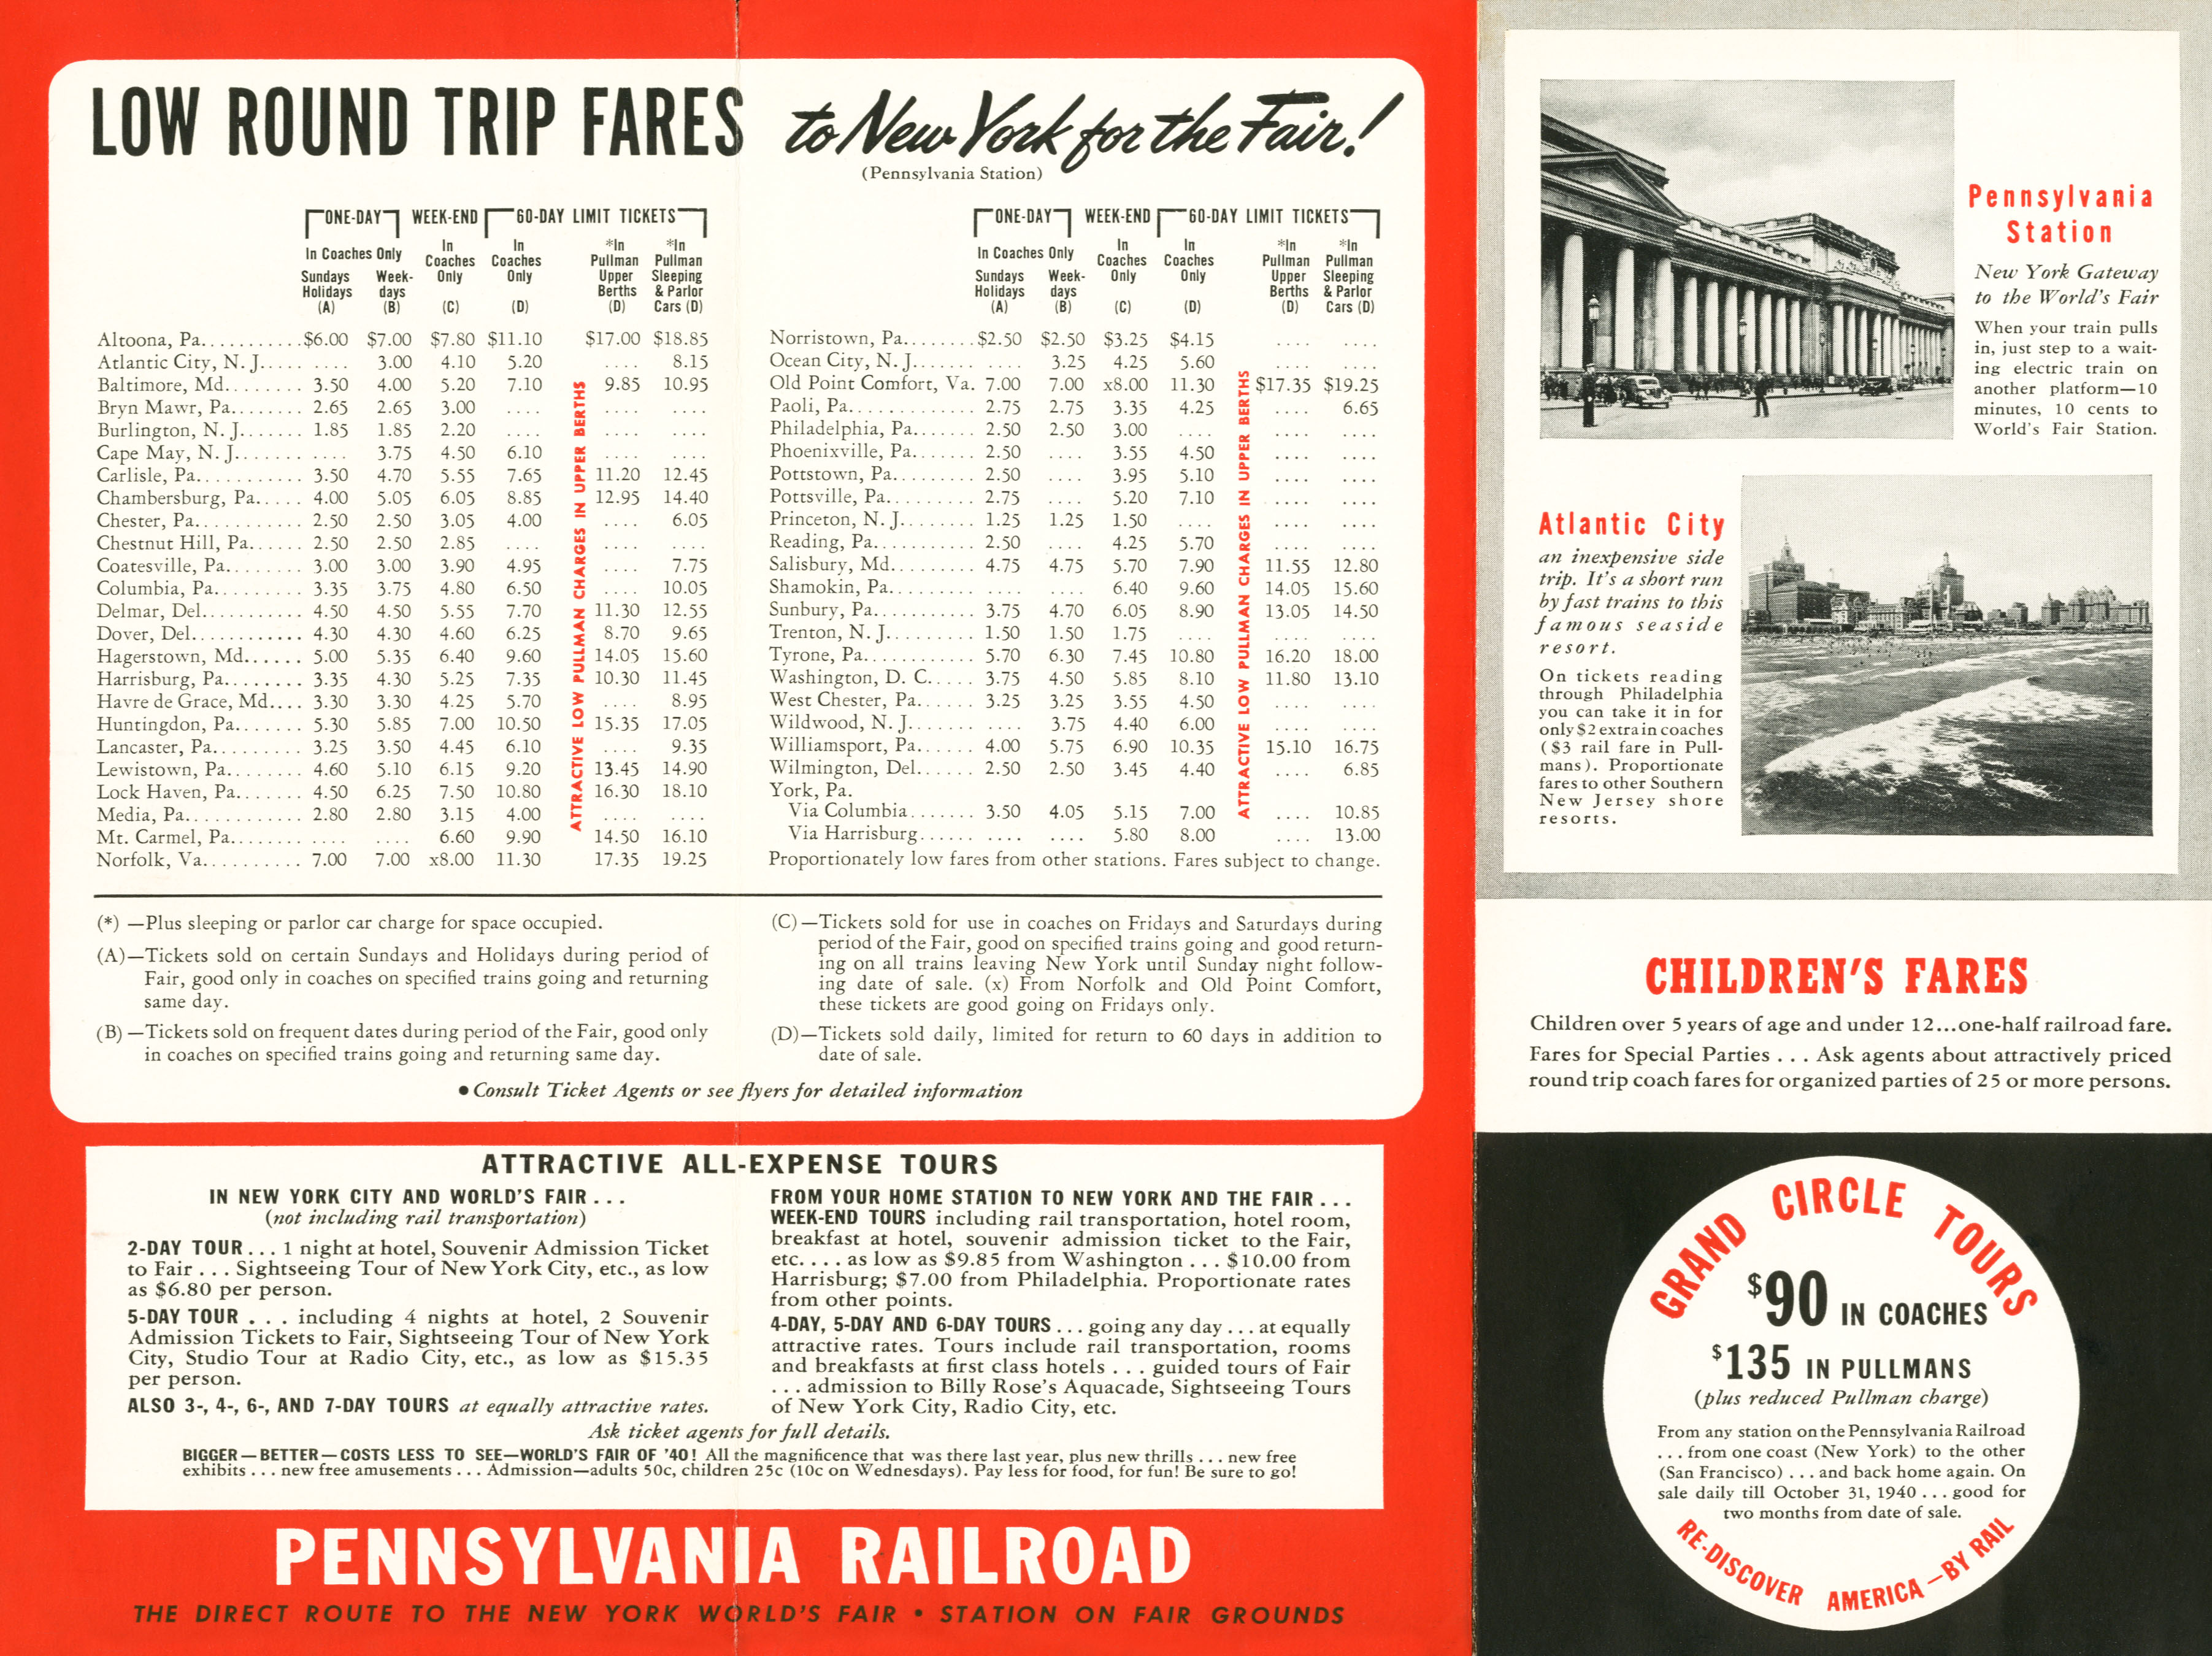 LOW ROUND TRIP FARES to New York for the Fair!
(Pennsylvania Station)
ONE-DAY WEEK-END 60-DAY LIMIT TICKETS
In Coaches Only In Coaches Only In Coaches Only *In Pullman Upper Berths *In Pullman Sleeping & Parlor Cars (D)
Sundays Holidays (A) Week-days (B) (C) (D) (D)
Altoona, Pa........... $6.00 $7.00 $7.80 $11.10 $17.00 $18.85
Atlantic City, N. J..... .... 3.00 4.10 5.20 8.15
Baltimore, Md........ 3.50 4.00 5.20 7.10 .... 9.85 10.95
Bryn Mawr, Pa........ 2.65 2.65 3.00 .... .... ....
Burlington, N. J....... 1.85 1.85 2.20 .... .... ....
Cape May, N. J....... .... 3.75 4.50 6.10 .... ....
Carlisle, Pa........... 3.50 4.70 5.55 7.65 11.20 12.45
Chambersburg, Pa..... 4.00 5.05 6.05 8.85 12.95 14.40
Chester, Pa........... 2.50 2.50 3.05 4.00 .... 6.05
Chestnut Hill, Pa...... 2.50 2.50 2.85 .... .... ....
Coatesville, Pa........ 3.00 3.00 3.90 4.95 .... 7.75
Columbia, Pa......... 3.35 3.75 4.80 6.50 .... 10.05
Delmar, Del.......... 4.50 4.50 5.55 7.70 11.30 12.55
Dover, Del........... 4.30 4.30 4.60 6.25 8.70 9.65
Hagerstown, Md...... 5.00 5.35 6.40 9.60 14.05 15.60
Harrisburg, Pa........ 3.35 4.30 5.25 7.35 10.30 11.45
Havre de Grace, Md... 3.30 3.30 4.25 5.70 .... 8.95
Huntingdon, Pa....... 5.30 5.85 7.00 10.50 15.35 17.05
Lancaster, Pa......... 3.25 3.50 4.45 6.10 .... 9.35
Lewistown, Pa........ 4.60 5.10 6.15 9.20 13.45 14.90
Lock Haven, Pa....... 4.50 6.25 7.50 10.80 16.30 18.10
Media, Pa............ 2.80 2.80 3.15 4.00 .... ....
Mt. Carmel, Pa........ .... .... 6.60 9.90 14.50 16.10
Norfolk, Va.......... 7.00 7.00 x8.00 11.30 17.35 19.25
ATTRACTIVE LOW PULLMAN CHARGES IN UPPER BERTHS
ONE-DAY WEEK-END 60-DAY LIMIT TICKETS
In Coaches Only In Coaches Only In Coaches Only *In Pullman Upper Berths *In Pullman Sleeping & Parlor Cars (D)
Sundays Holidays (A) Week-days (B) (C) (D) (D)
Norristown, Pa........ $2.50 $2.50 $3.25 $4.15 .... ....
Ocean City, N. J....... .... 3.25 4.25 5.60 .... ....
Old Point Comfort, Va. 7.00 7.00 x8.00 11.30 $17.35 $19.25
Paoli, Pa............. 2.75 2.75 3.35 4.25 .... 6.65
Philadelphia, Pa....... 2.50 2.50 3.00 .... .... ....
Phoenixville, Pa....... 2.50 .... 3.55 4.50 .... ....
Pottstown, Pa......... 2.50 .... 3.95 5.10 .... ....
Pottsville, Pa......... 2.75 .... 5.20 7.10 .... ....
Princeton, N. J........ 1.25 1.25 1.50 .... .... ....
Reading, Pa.......... 2.50 .... 4.25 5.70 .... ....
Salisbury, Md......... 4.75 4.75 5.70 7.90 11.55 12.80
Shamokin, Pa......... .... .... 6.40 9.60 14.05 15.60
Sunbury, Pa.......... 3.75 4.70 6.05 8.90 13.05 14.50
Trenton, N. J......... 1.50 1.50 1.75 .... .... ....
Tyrone, Pa........... 5.70 6.30 7.45 10.80 16.20 18.00
Washington, D. C..... 3.75 4.50 5.85 8.10 11.80 13.10
West Chester, Pa...... 3.25 3.25 3.55 4.50 .... ....
Wildwood, N. J....... .... 3.75 4.40 6.00 .... ....
Williamsport, Pa...... 4.00 5.75 6.90 10.35 15.10 16.75
Wilmington, Del...... 2.50 2.50 3.45 4.40 .... 6.85
York, Pa.
Via Columbia....... 3.50 4.05 5.15 7.00 .... 10.85
Via Harrisburg...... .... .... 5.80 8.00 .... 13.00
ATTRACTIVE LOW PULLMAN CHARGES IN UPPER BERTHS
Proportionately low fares from other stations. Fares subject to change.
(*) —Plus sleeping or parlor car charge for space occupied.
(A)—Tickets sold on certain Sundays and Holidays during period of
Fair, good only in coaches on specified trains going and returning
same day.
(B) —Tickets sold on frequent dates during period of the Fair, good only
in coaches on specified trains going and returning same day.
(C)—Tickets sold for use in coaches on Fridays and Saturdays during
period of the Fair, good on specified trains going and good return-
ing on all trains leaving New York until Sunday night follow-
ing date of sale. (x) From Norfolk and Old Point Comfort,
these tickets are good going on Fridays only.
(D)—Tickets sold daily, limited for return to 60 days in addition to
date of sale.
• Consult Ticket Agents or see flyers for detailed information
ATTRACTIVE ALL-EXPENSE TOURS
IN NEW YORK CITY AND WORLD'S FAIR ...
(not including rail transportation)
2-DAY TOUR ... 1 night at hotel, Souvenir Admission Ticket
to Fair ... Sightseeing Tour of New York City, etc., as low
as $6.80 per person.
5-DAY TOUR ... including 4 nights at hotel, 2 Souvenir
Admission Tickets to Fair, Sightseeing Tour of New York
City, Studio Tour at Radio City, etc., as low as $15.35
per person.
ALSO 3-, 4-, 6-, AND 7-DAY TOURS at equally attractive rates.
FROM YOUR HOME STATION TO NEW YORK AND THE FAIR ...
WEEK-END TOURS including rail transportation, hotel room,
breakfast at hotel, souvenir admission ticket to the Fair,
etc. ... as low as $9.85 from Washington ... $10.00 from
Harrisburg; $7.00 from Philadelphia. Proportionate rates
from other points.
4-DAY, 5-DAY AND 6-DAY TOURS ... going any day ... at equally
attractive rates. Tours include rail transportation, rooms
and breakfasts at first class hotels ... guided tours of Fair
... admission to Billy Rose's Aquacade, Sightseeing Tours
of New York City, Radio City, etc.
Ask ticket agents for full details.
BIGGER—BETTER—COSTS LESS TO SEE—WORLD'S FAIR OF '40! All the magnificence that was there last year, plus new thrills ... new free
exhibits ... new free amusements ... Admission—adults 50c, children 25c (10c on Wednesdays). Pay less for food, for fun! Be sure to go!
PENNSYLVANIA RAILROAD
THE DIRECT ROUTE TO THE NEW YORK WORLD'S FAIR • STATION ON FAIR GROUNDS
Pennsylvania
Station
New York Gateway
to the World's Fair
When your train pulls
in, just step to a wait-
ing electric train on
another platform—10
minutes, 10 cents to
World's Fair Station.
Atlantic City
an inexpensive side
trip. It's a short run
by fast trains to this
famous seaside
resort.
On tickets reading
through Philadelphia
you can take it in for
only $2 extra in coaches
($3 rail fare in Pull-
mans). Proportionate
fares to other Southern
New Jersey shore
resorts.
CHILDREN'S FARES
Children over 5 years of age and under 12...one-half railroad fare.
Fares for Special Parties ... Ask agents about attractively priced
round trip coach fares for organized parties of 25 or more persons.
GRAND CIRCLE TOURS
$90 IN COACHES
$135 IN PULLMANS
(plus reduced Pullman charge)
From any station on the Pennsylvania Railroad
... from one coast (New York) to the other
(San Francisco) ... and back home again. On
sale daily till October 31, 1940 ... good for
two months from date of sale.
RE-DISCOVER AMERICA—BY RAIL